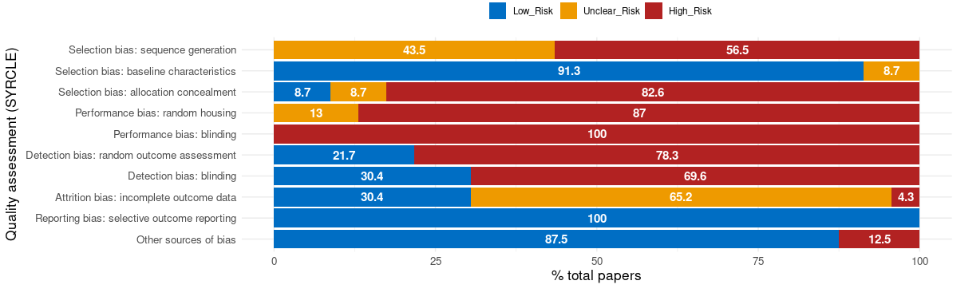 Low_Risk Unclear_Risk High_Risk
Quality assessment (SYRCLE)
Selection bias: sequence generation 43.5 56.5
Selection bias: baseline characteristics 91.3 8.7
Selection bias: allocation concealment 8.7 8.7 82.6
Performance bias: random housing 13 87
Performance bias: blinding 100
Detection bias: random outcome assessment 21.7 78.3
Detection bias: blinding 30.4 69.6
Attrition bias: incomplete outcome data 30.4 65.2 4.3
Reporting bias: selective outcome reporting 100
Other sources of bias 87.5 12.5
0 25 50 75 100
% total papers